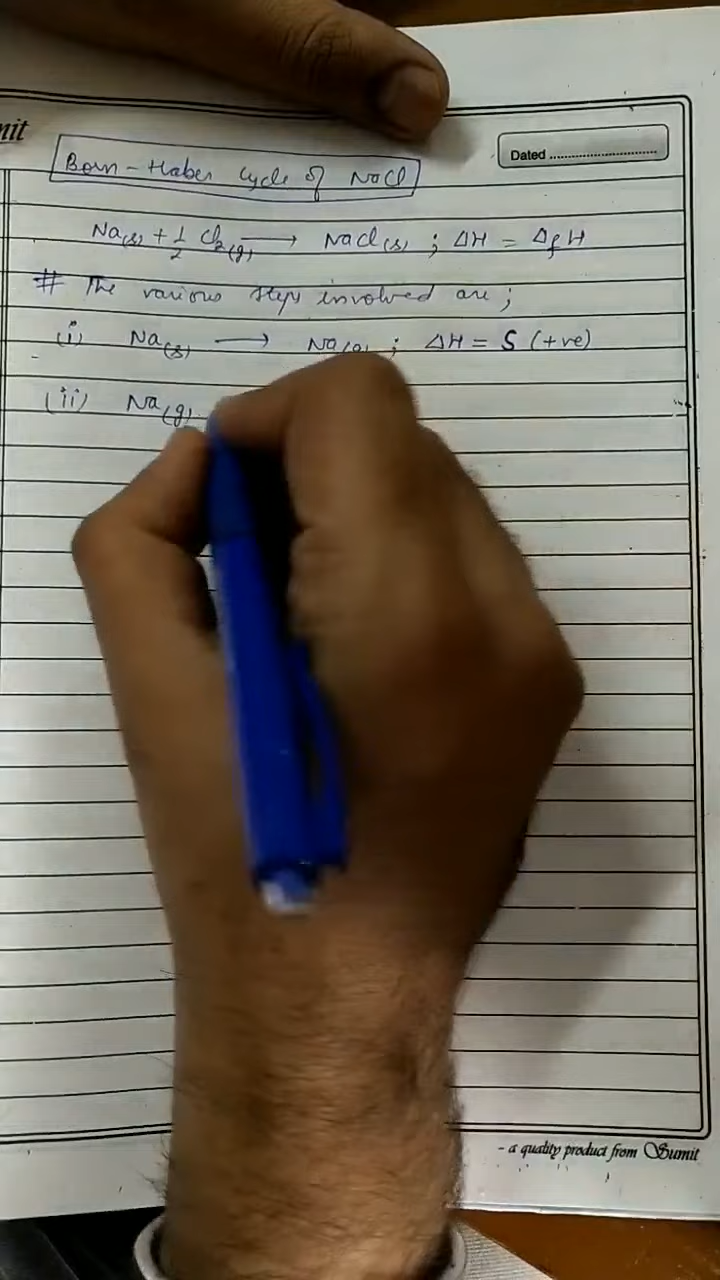 mit
Dated
Born-Haber Cycle of NaCl
Na(s) + 1/2 Cl2(g) ⟶ NaCl(s) ; ΔH = ΔfH
# The various steps involved are;
(i) Na(s) ⟶ Na(g) ; ΔH = S (+ve)
(ii) Na(g)
- a quality product from Sumit